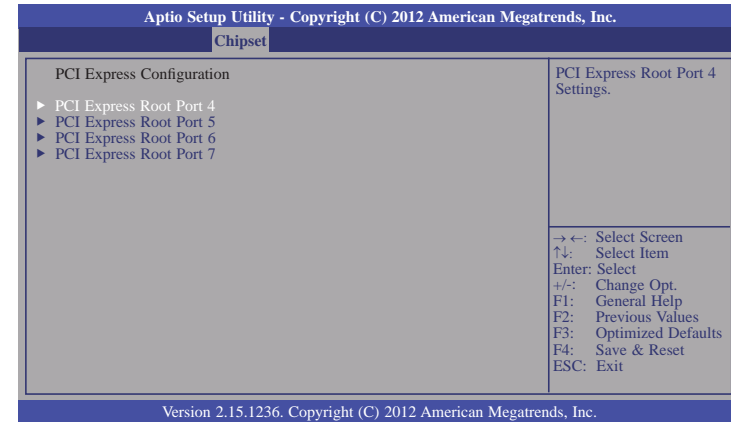 Aptio Setup Utility - Copyright (C) 2012 American Megatrends, Inc.
Chipset
PCI Express Configuration
▶ PCI Express Root Port 4
▶ PCI Express Root Port 5
▶ PCI Express Root Port 6
▶ PCI Express Root Port 7
PCI Express Root Port 4
Settings.
→←: Select Screen
↑↓: Select Item
Enter: Select
+/-: Change Opt.
F1: General Help
F2: Previous Values
F3: Optimized Defaults
F4: Save & Reset
ESC: Exit
Version 2.15.1236. Copyright (C) 2012 American Megatrends, Inc.